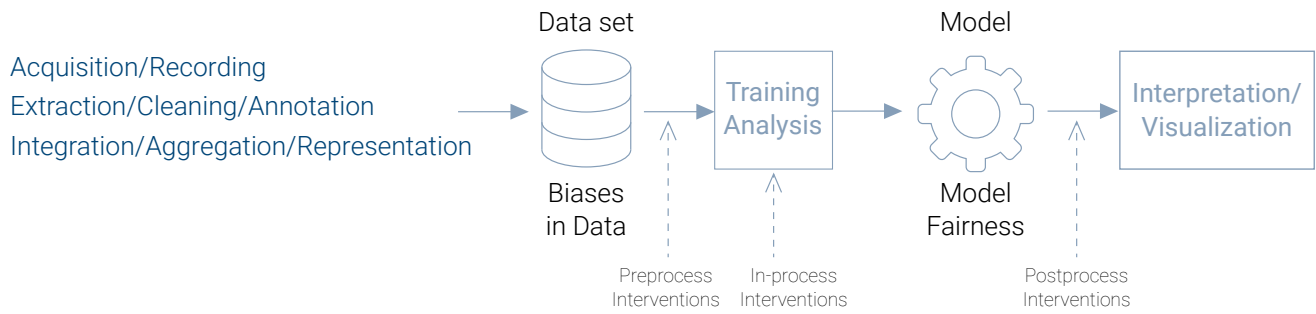 Acquisition/Recording
Extraction/Cleaning/Annotation
Integration/Aggregation/Representation
Data set
Biases
in Data
Training
Analysis
Model
Model
Fairness
Interpretation/
Visualization
Preprocess
Interventions
In-process
Interventions
Postprocess
Interventions